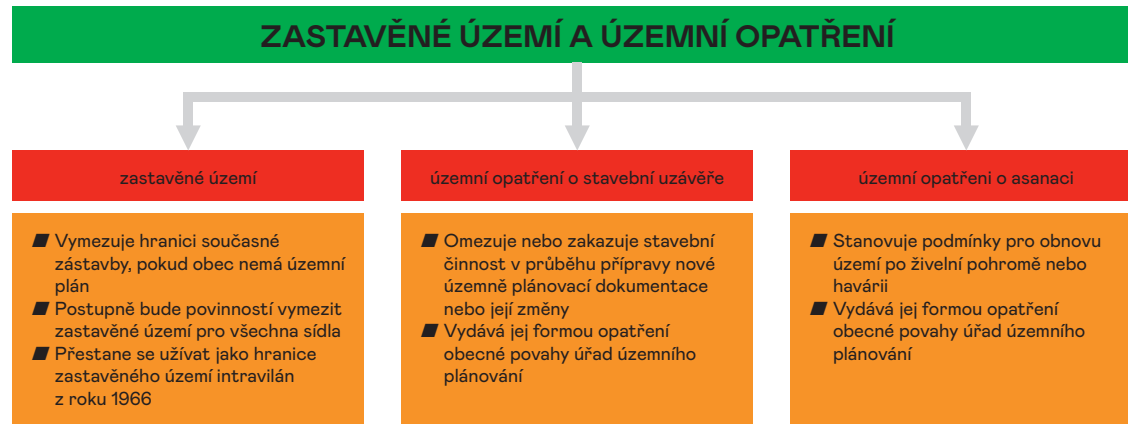 ZASTAVĚNÉ ÚZEMÍ A ÚZEMNÍ OPATŘENÍ
zastavěné území
Vymezuje hranici současné
zástavby, pokud obec nemá územní
plán
Postupně bude povinností vymezit
zastavěné území pro všechna sídla
Přestane se užívat jako hranice
zastavěného území intravilán
z roku 1966
územní opatření o stavební uzávěře
Omezuje nebo zakazuje stavební
činnost v průběhu přípravy nové
územně plánovací dokumentace
nebo její změny
Vydává jej formou opatření
obecné povahy úřad územního
plánování
územní opatřeni o asanaci
Stanovuje podmínky pro obnovu
území po živelní pohromě nebo
havárii
Vydává jej formou opatření
obecné povahy úřad územního
plánování